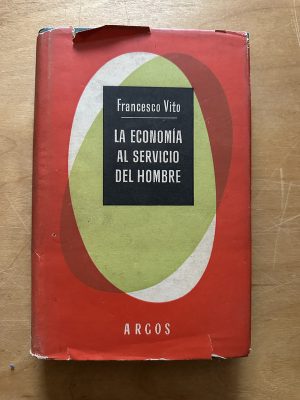 Francesco Vito
LA ECONOMÍA
AL SERVICIO
DEL HOMBRE
ARGOS